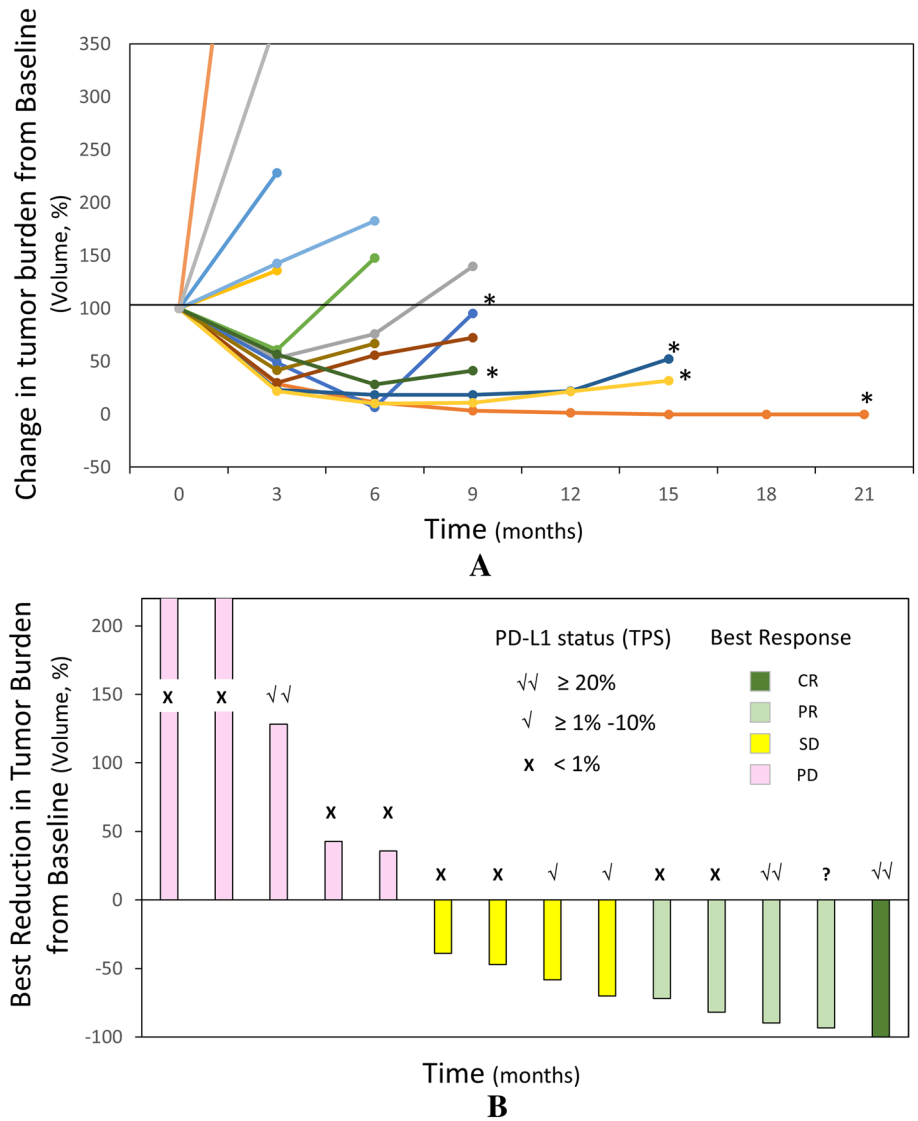 Change in tumor burden from Baseline
(Volume, %)
350
300
250
200
150
100
50
0
-50
*
*
*
*
*
0 3 6 9 12 15 18 21
Time (months)
A
Best Reduction in Tumor Burden
from Baseline (Volume, %)
200
150
100
50
0
-50
-100
PD-L1 status (TPS) Best Response
√√ ≥ 20% CR
√ ≥ 1% -10% PR
x < 1% SD
PD
x x √√
x x
x x √ √ x x √√ ? √√
Time (months)
B